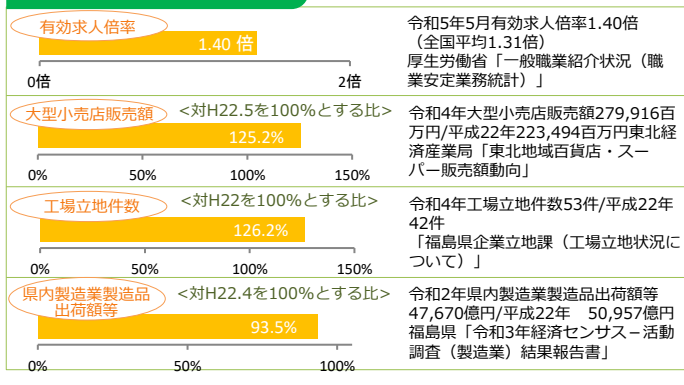 有効求人倍率
1.40 倍
0倍
2倍
令和5年5月有効求人倍率1.40倍
（全国平均1.31倍）
厚生労働省「一般職業紹介状況（職
業安定業務統計）」
大型小売店販売額
<対H22.5を100%とする比>
125.2%
0%
50%
100%
150%
令和4年大型小売店販売額279,916百
万円/平成22年223,494百万円東北経
済産業局「東北地域百貨店・スー
パー販売額動向」
工場立地件数
<対H22を100%とする比>
126.2%
0%
50%
100%
150%
令和4年工場立地件数53件/平成22年
42件
「福島県企業立地課（工場立地状況に
ついて）」
県内製造業製造品
出荷額等
<対H22.4を100%とする比>
93.5%
0%
50%
100%
令和2年県内製造業製造品出荷額等
47,670億円/平成22年　50,957億円
福島県「令和3年経済センサス－活動
調査（製造業）結果報告書」